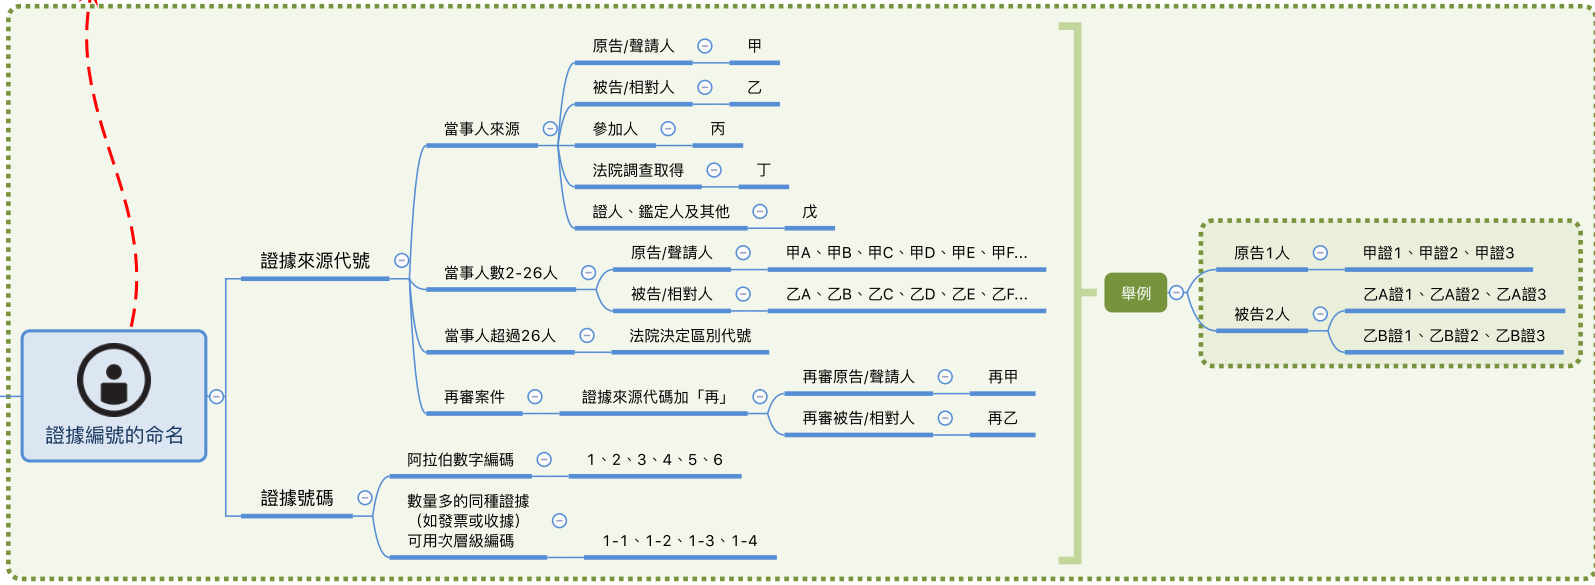 證據編號的命名
證據來源代號
當事人來源
原告/聲請人
甲
被告/相對人
乙
參加人
丙
法院調查取得
丁
證人、鑑定人及其他
戊
當事人數2-26人
原告/聲請人
甲A、甲B、甲C、甲D、甲E、甲F...
被告/相對人
乙A、乙B、乙C、乙D、乙E、乙F...
當事人超過26人
法院決定區別代號
再審案件
證據來源代碼加「再」
再審原告/聲請人
再甲
再審被告/相對人
再乙
證據號碼
阿拉伯數字編碼
1、2、3、4、5、6
數量多的同種證據
（如發票或收據）
可用次層級編碼
1-1、1-2、1-3、1-4
舉例
原告1人
甲證1、甲證2、甲證3
被告2人
乙A證1、乙A證2、乙A證3
乙B證1、乙B證2、乙B證3